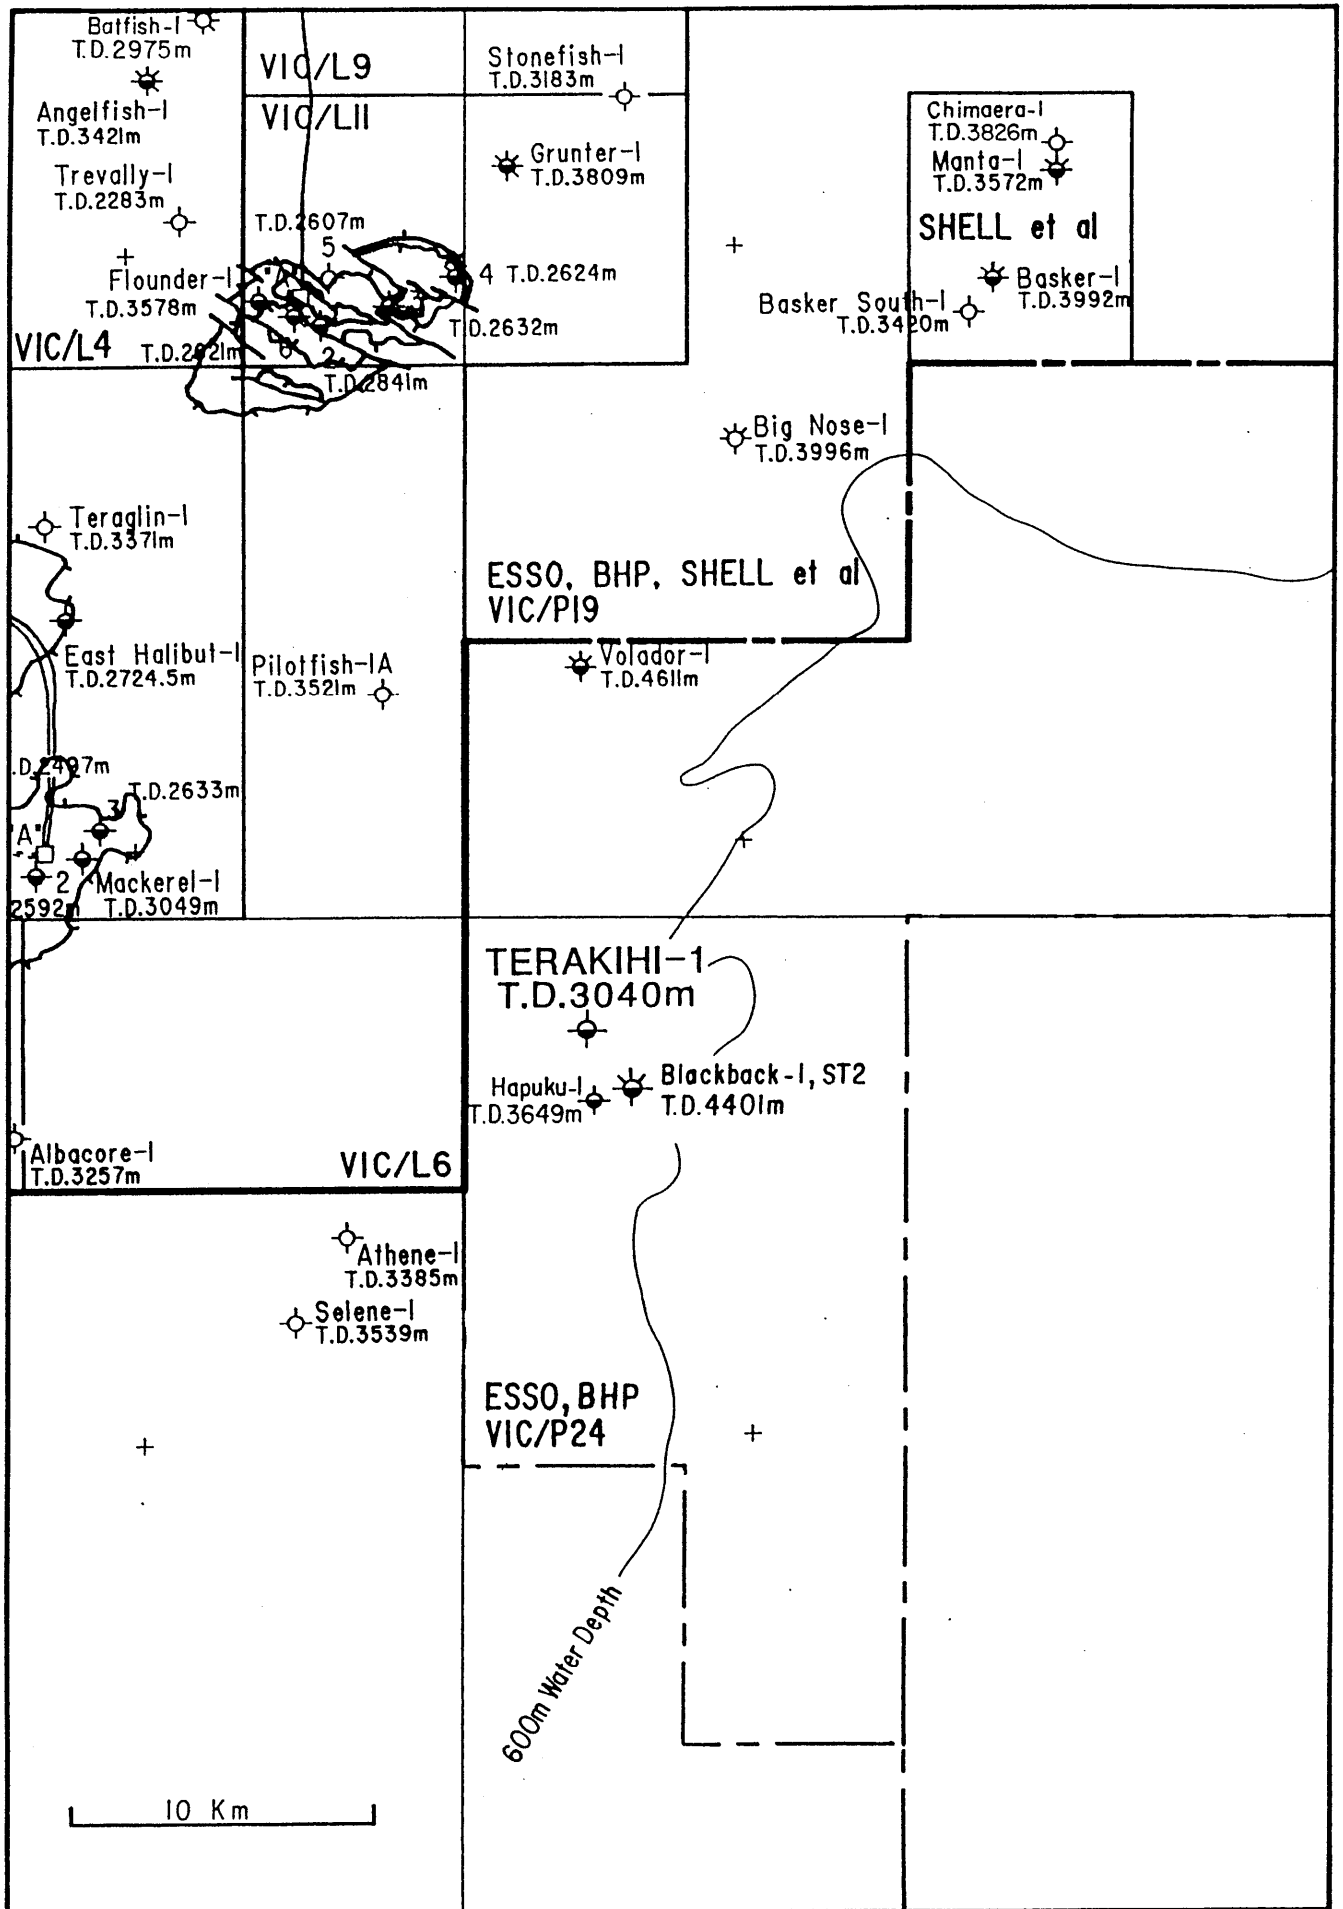 Batfish-1
T.D.2975m
Angelfish-1
T.D.3421m
Trevally-1
T.D.2283m
VIC/L9
VIC/L11
Stonefish-1
T.D.3183m
Grunter-1
T.D.3809m
Chimaera-1
T.D.3826m
Manta-1
T.D.3572m
SHELL et al
Basker-1
T.D.3992m
Basker South-1
T.D.3420m
T.D.2607m
5
4 T.D.2624m
Flounder-1
T.D.3578m
3
T.D.2632m
VIC/L4
6
2
T.D.2841m
Big Nose-1
T.D.3996m
Teraglin-1
T.D.3371m
ESSO, BHP, SHELL et al
VIC/P19
East Halibut-1
T.D.2724.5m
Pilotfish-1A
T.D.3521m
Volador-1
T.D.4611m
.D.2497m
T.D.2633m
3
"A"
2
Mackerel-1
2592m
T.D.3049m
TERAKIHI-1
T.D.3040m
Hapuku-1
T.D.3649m
Blackback-1, ST2
T.D.4401m
Albacore-1
T.D.3257m
VIC/L6
Athene-1
T.D.3385m
Selene-1
T.D.3539m
ESSO, BHP
VIC/P24
600m Water Depth
10 Km